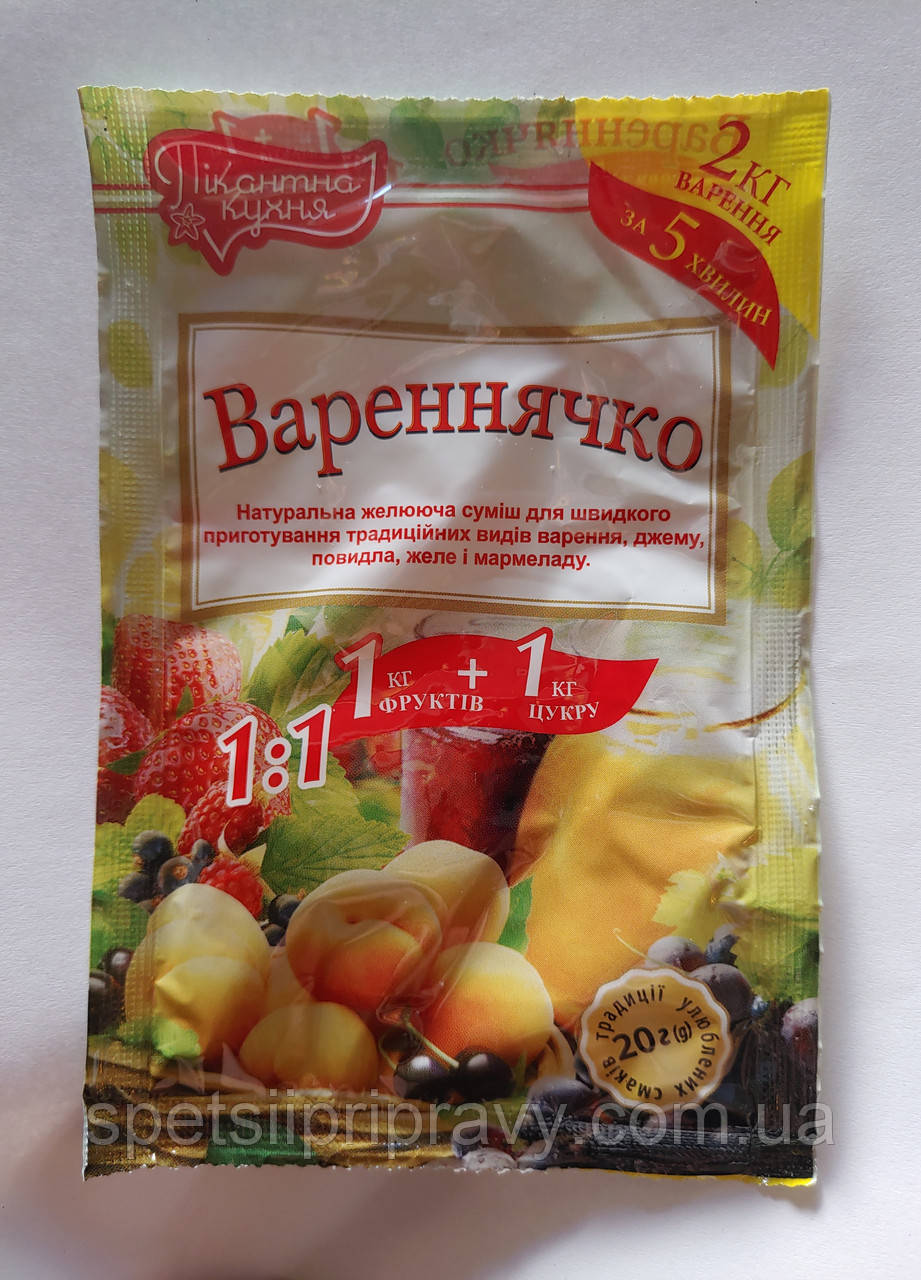 Пікантна
кухня
Вареннячко
2 КГ
ВАРЕННЯ
ЗА 5 ХВИЛИН
Вареннячко
Натуральна желююча суміш для швидкого
приготування традиційних видів варення, джему,
повидла, желе і мармеладу.
1:1
1 КГ ФРУКТІВ + 1 КГ ЦУКРУ
традиції улюблених смаків
20 г (g)
spetsiipripravy.com.ua